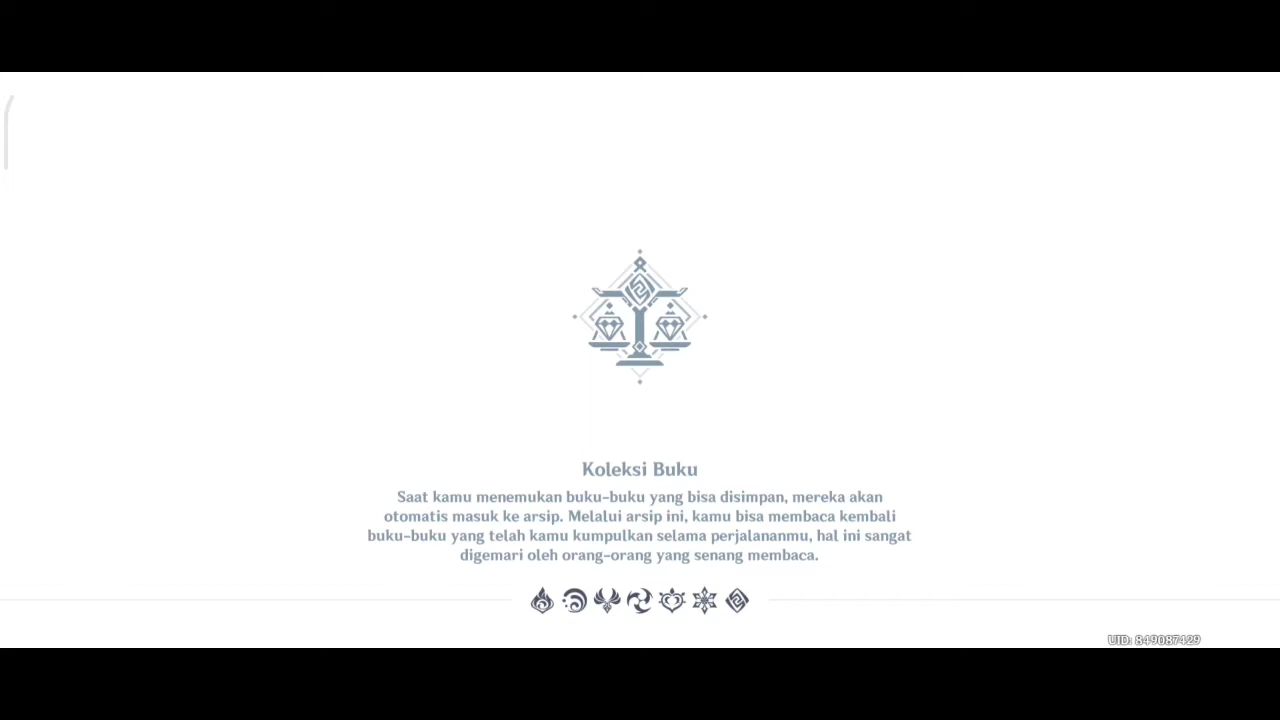 Koleksi Buku
Saat kamu menemukan buku-buku yang bisa disimpan, mereka akan
otomatis masuk ke arsip. Melalui arsip ini, kamu bisa membaca kembali
buku-buku yang telah kamu kumpulkan selama perjalananmu, hal ini sangat
digemari oleh orang-orang yang senang membaca.
UID: 849087429